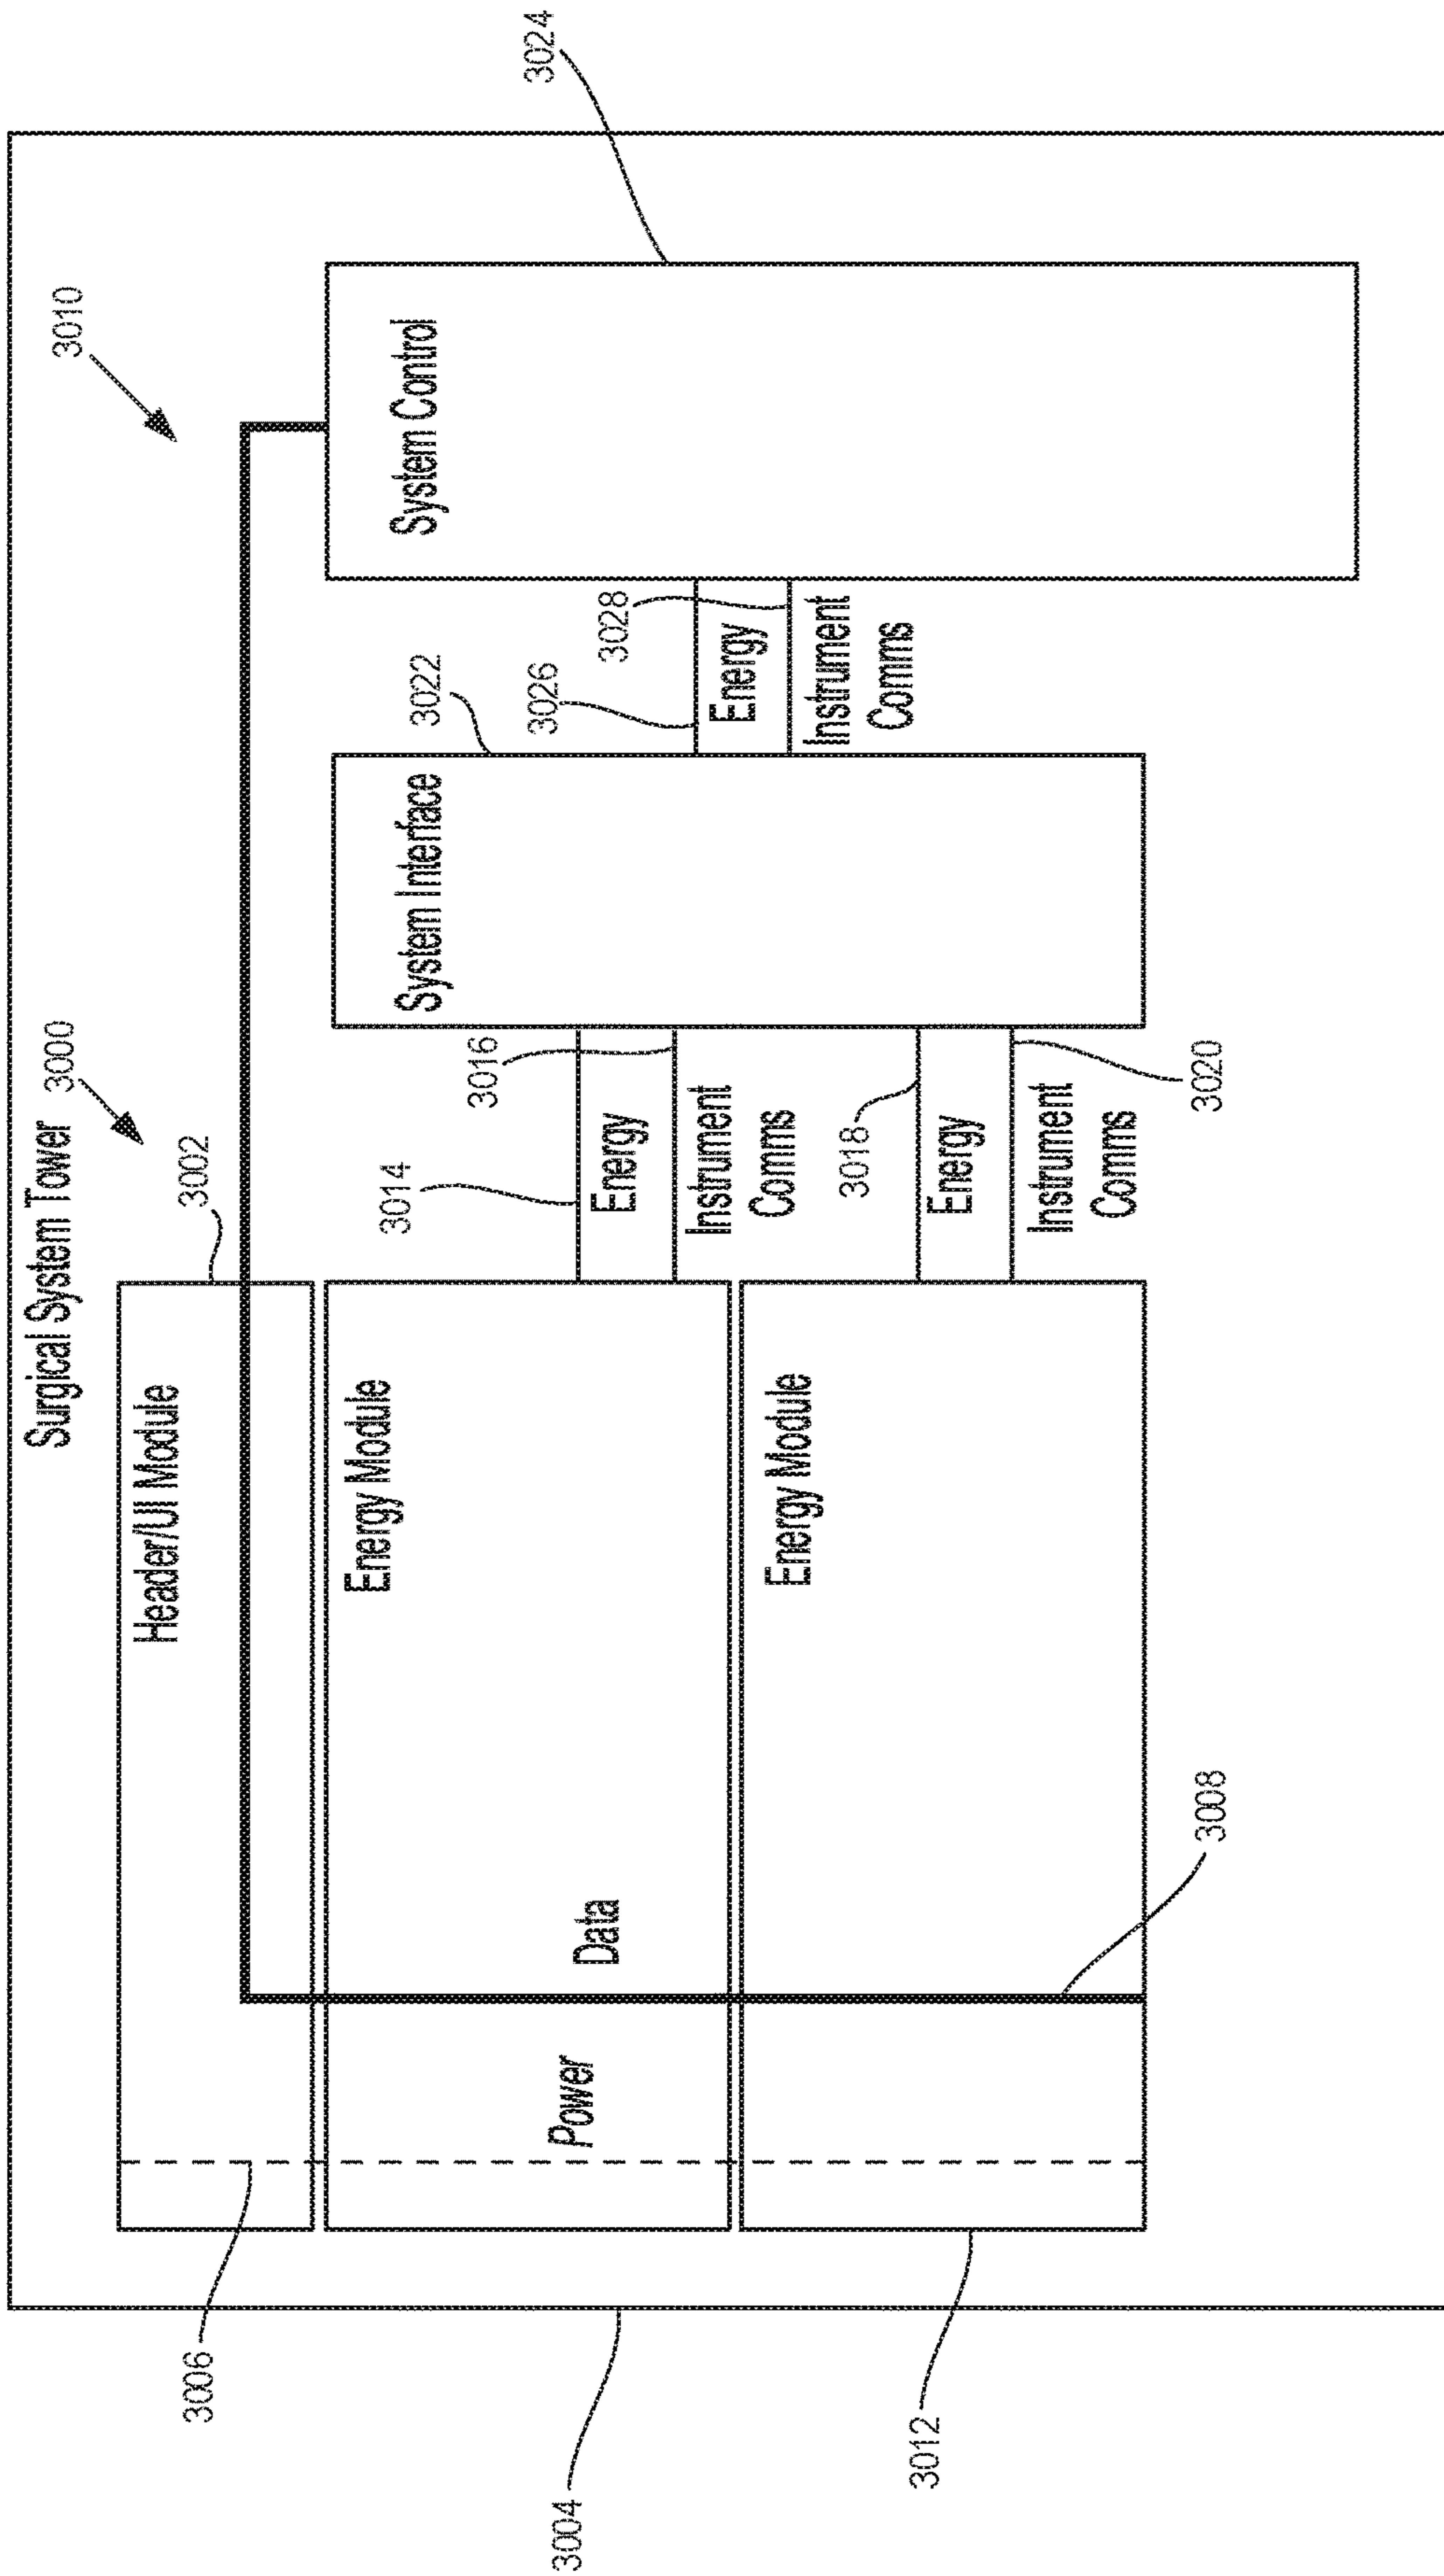 Surgical System Tower
3000
3010
3002
Header/UI Module
3024
Energy Module
System Interface
System Control
3014
3016
Energy
Instrument
Comms
3022
3026
3028
Energy
Instrument
Comms
3006
Power
Data
3004
Energy Module
3018
Energy
Instrument
Comms
3020
3012
3008